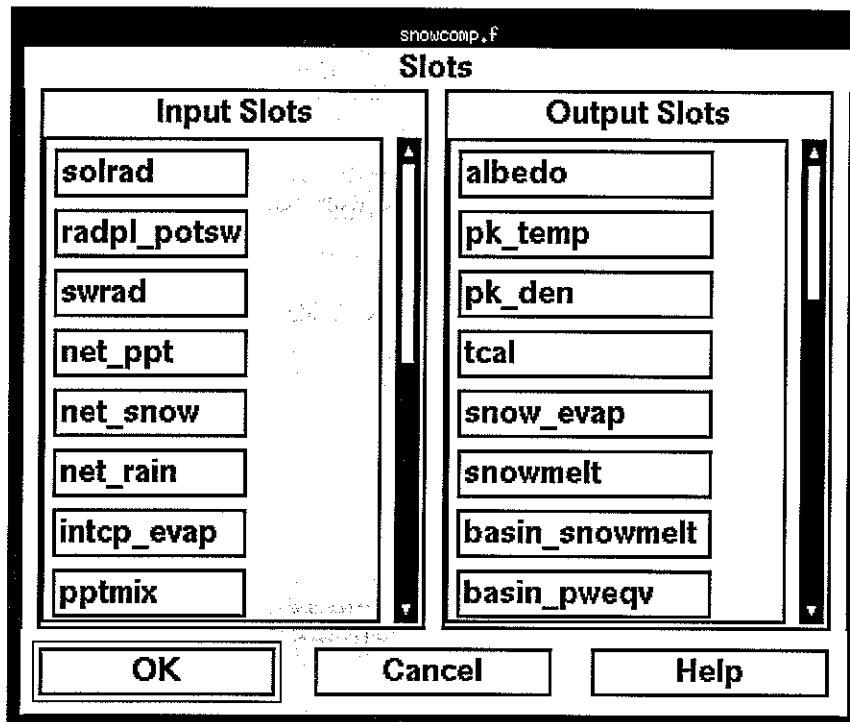 snowcomp.f
Slots
Input Slots
solrad
radpl_potsw
swrad
net_ppt
net_snow
net_rain
intcp_evap
pptmix
Output Slots
albedo
pk_temp
pk_den
tcal
snow_evap
snowmelt
basin_snowmelt
basin_pweqv
OK
Cancel
Help